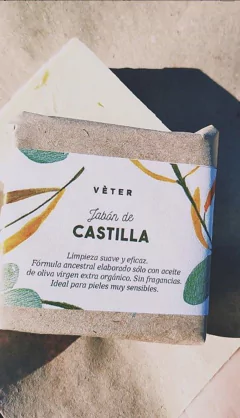 VÈTER
Jabón de
CASTILLA
Limpieza suave y eficaz.
Fórmula ancestral elaborado sólo con aceite
de oliva virgen extra orgánico. Sin fragancias.
Ideal para pieles muy sensibles.